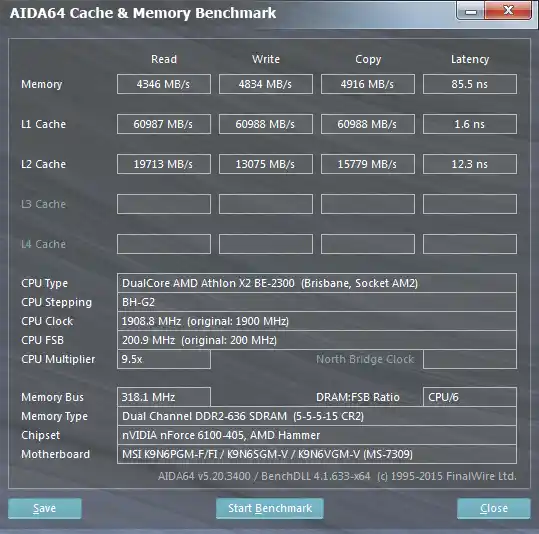 AIDA64 Cache & Memory Benchmark
Read Write Copy Latency
Memory 4346 MB/s 4834 MB/s 4916 MB/s 85.5 ns
L1 Cache 60987 MB/s 60988 MB/s 60988 MB/s 1.6 ns
L2 Cache 19713 MB/s 13075 MB/s 15779 MB/s 12.3 ns
L3 Cache
L4 Cache
CPU Type DualCore AMD Athlon X2 BE-2300 (Brisbane, Socket AM2)
CPU Stepping BH-G2
CPU Clock 1908.8 MHz (original: 1900 MHz)
CPU FSB 200.9 MHz (original: 200 MHz)
CPU Multiplier 9.5x North Bridge Clock
Memory Bus 318.1 MHz DRAM:FSB Ratio CPU/6
Memory Type Dual Channel DDR2-636 SDRAM (5-5-5-15 CR2)
Chipset nVIDIA nForce 6100-405, AMD Hammer
Motherboard MSI K9N6PGM-F/FI / K9N6SGM-V / K9N6VGM-V (MS-7309)
AIDA64 v5.20.3400 / BenchDLL 4.1.633-x64 (c) 1995-2015 FinalWire Ltd.
Save Start Benchmark Close